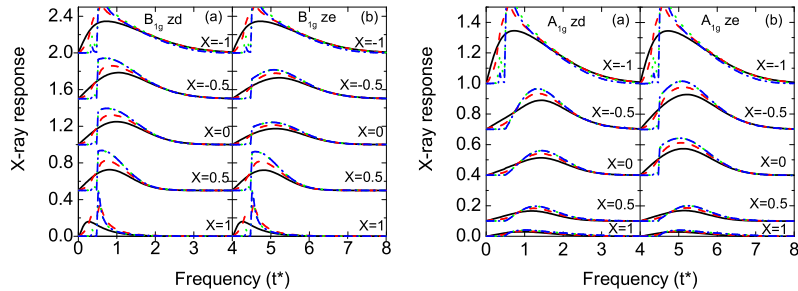 B1g zd (a)
B1g ze (b)
X=-1
X=-1
X=-0.5
X=-0.5
X=0
X=0
X=0.5
X=0.5
X=1
X=1
2.4
2.0
1.6
1.2
0.8
0.4
0.0
0 1 2 3 4 5 6 7 8
X-ray response
Frequency (t*)
A1g zd (a)
A1g ze (b)
X=-1
X=-1
X=-0.5
X=-0.5
X=0
X=0
X=0.5
X=0.5
X=1
X=1
1.4
1.2
1.0
0.8
0.6
0.4
0.2
0.0
0 1 2 3 4 5 6 7 8
X-ray response
Frequency (t*)